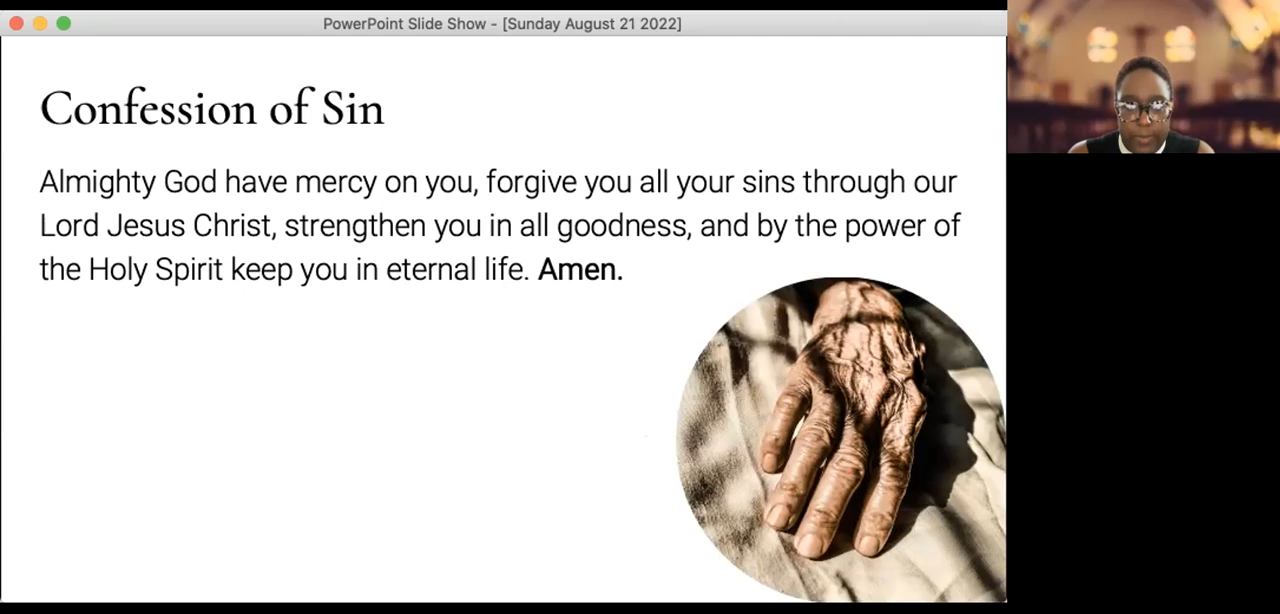 PowerPoint Slide Show - [Sunday August 21 2022]
Confession of Sin
Almighty God have mercy on you, forgive you all your sins through our
Lord Jesus Christ, strengthen you in all goodness, and by the power of
the Holy Spirit keep you in eternal life. Amen.